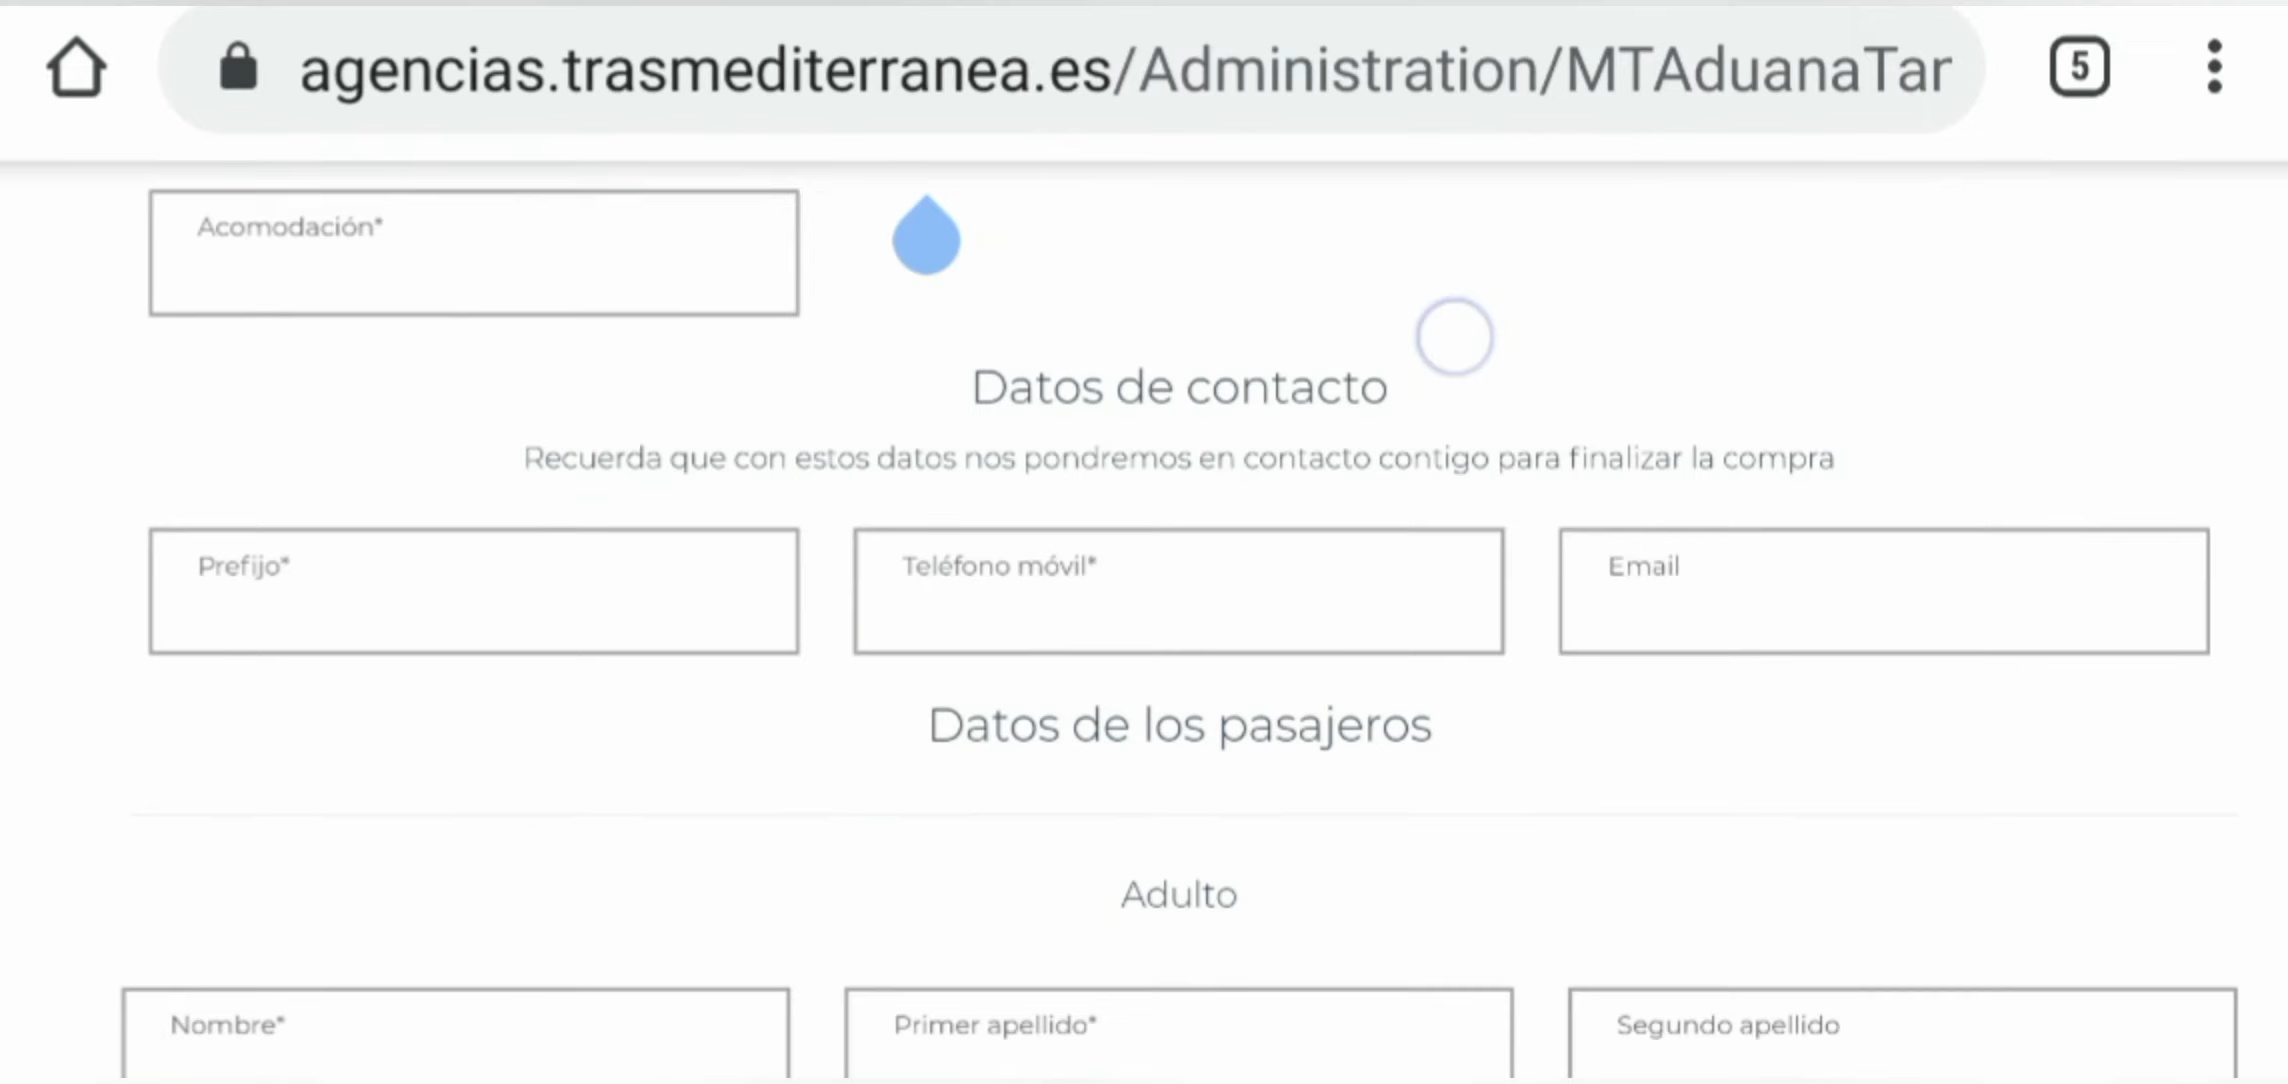 agencias.trasmediterranea.es/Administration/MTAduanaTar
5
Acomodación*
Datos de contacto
Recuerda que con estos datos nos pondremos en contacto contigo para finalizar la compra
Prefijo*
Teléfono móvil*
Email
Datos de los pasajeros
Adulto
Nombre*
Primer apellido*
Segundo apellido